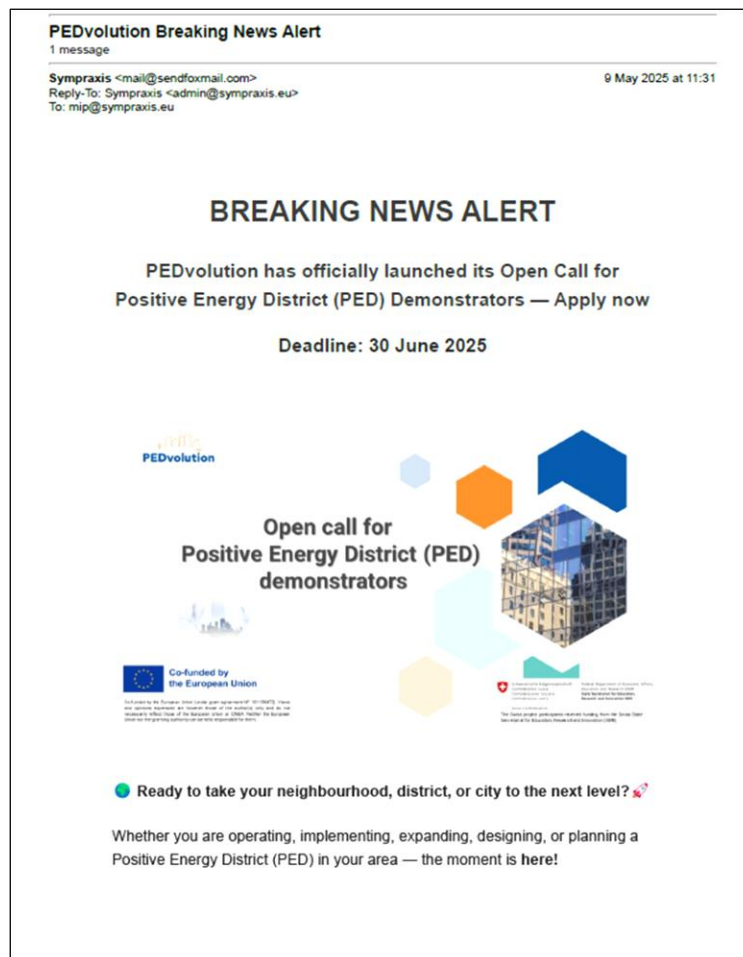 PEDvolution Breaking News Alert
1 message
Sympraxis <mail@sendfoxmail.com>
9 May 2025 at 11:31
Reply-To: Sympraxis <admin@sympraxis.eu>
To: mip@sympraxis.eu
BREAKING NEWS ALERT
PEDvolution has officially launched its Open Call for
Positive Energy District (PED) Demonstrators — Apply now
Deadline: 30 June 2025
PEDvolution
Open call for
Positive Energy District (PED)
demonstrators
Co-funded by
the European Union
🌍 Ready to take your neighbourhood, district, or city to the next level?🚀
Whether you are operating, implementing, expanding, designing, or planning a
Positive Energy District (PED) in your area — the moment is here!